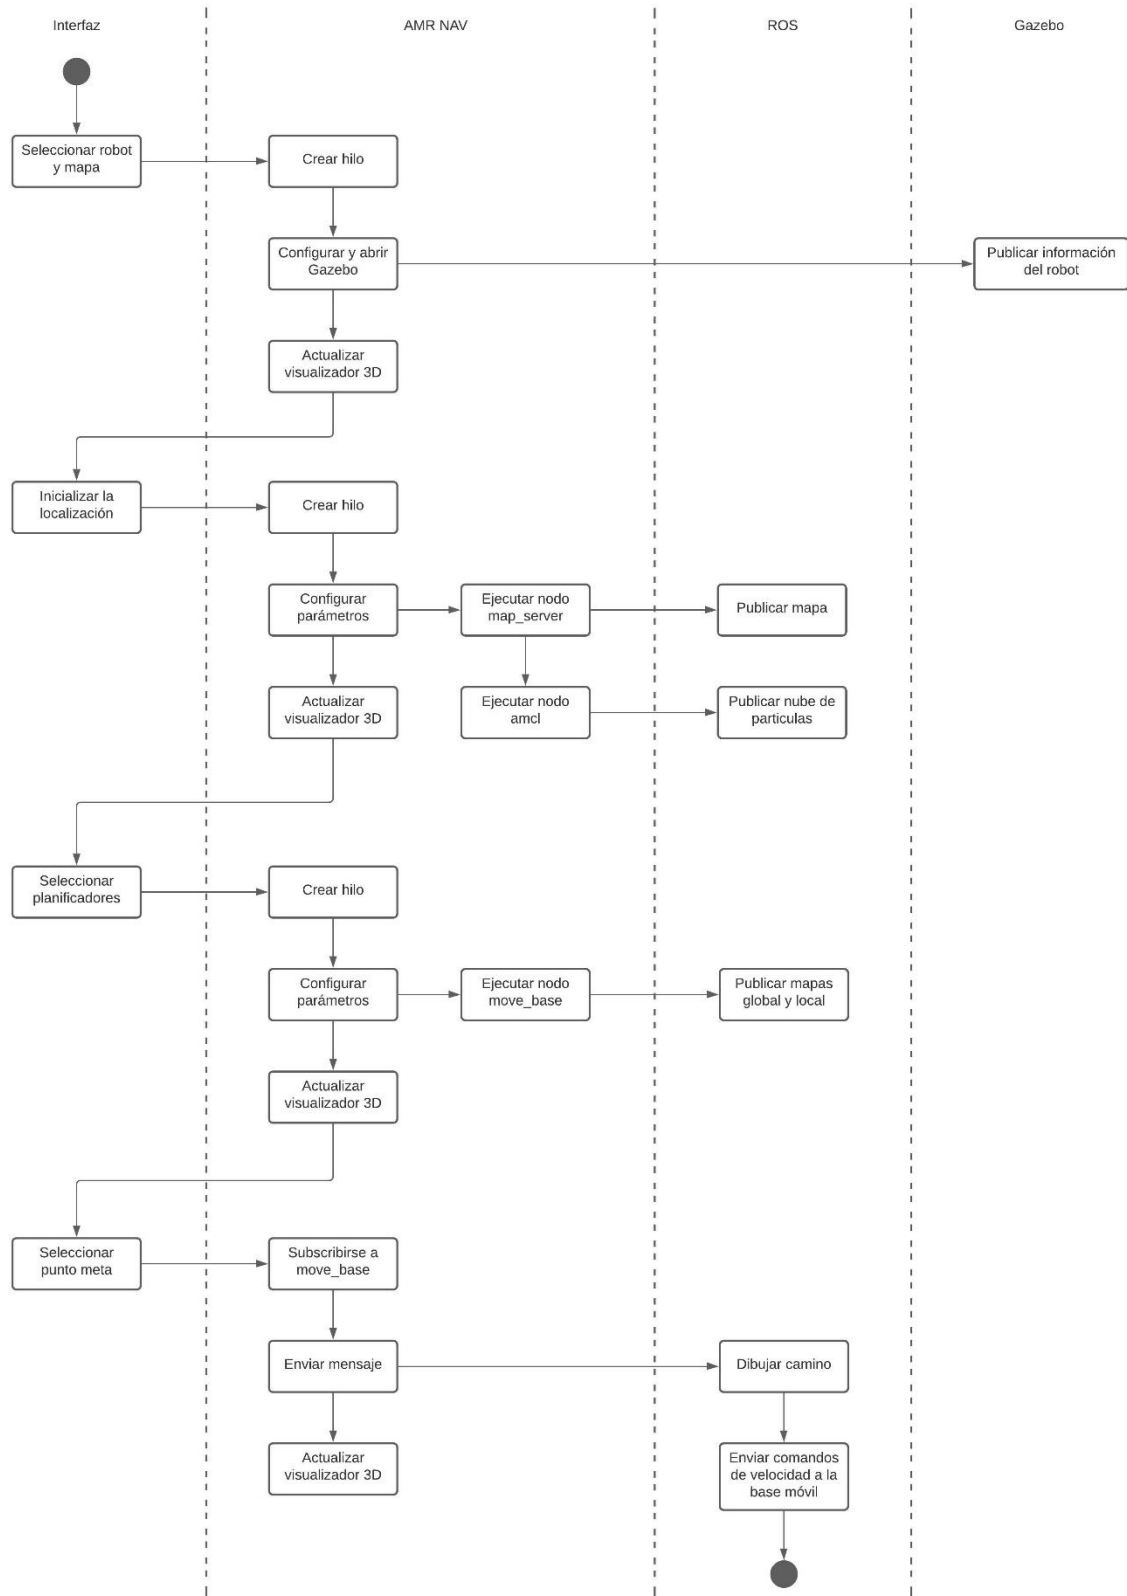 Interfaz
AMR NAV
ROS
Gazebo
Seleccionar robot
y mapa
Crear hilo
Configurar y abrir
Gazebo
Publicar información
del robot
Actualizar
visualizador 3D
Inicializar la
localización
Crear hilo
Configurar
parámetros
Ejecutar nodo
map_server
Publicar mapa
Actualizar
visualizador 3D
Ejecutar nodo
amcl
Publicar nube de
particulas
Seleccionar
planificadores
Crear hilo
Configurar
parámetros
Ejecutar nodo
move_base
Publicar mapas
global y local
Actualizar
visualizador 3D
Seleccionar
punto meta
Subscribirse a
move_base
Enviar mensaje
Dibujar camino
Actualizar
visualizador 3D
Enviar comandos
de velocidad a la
base móvil